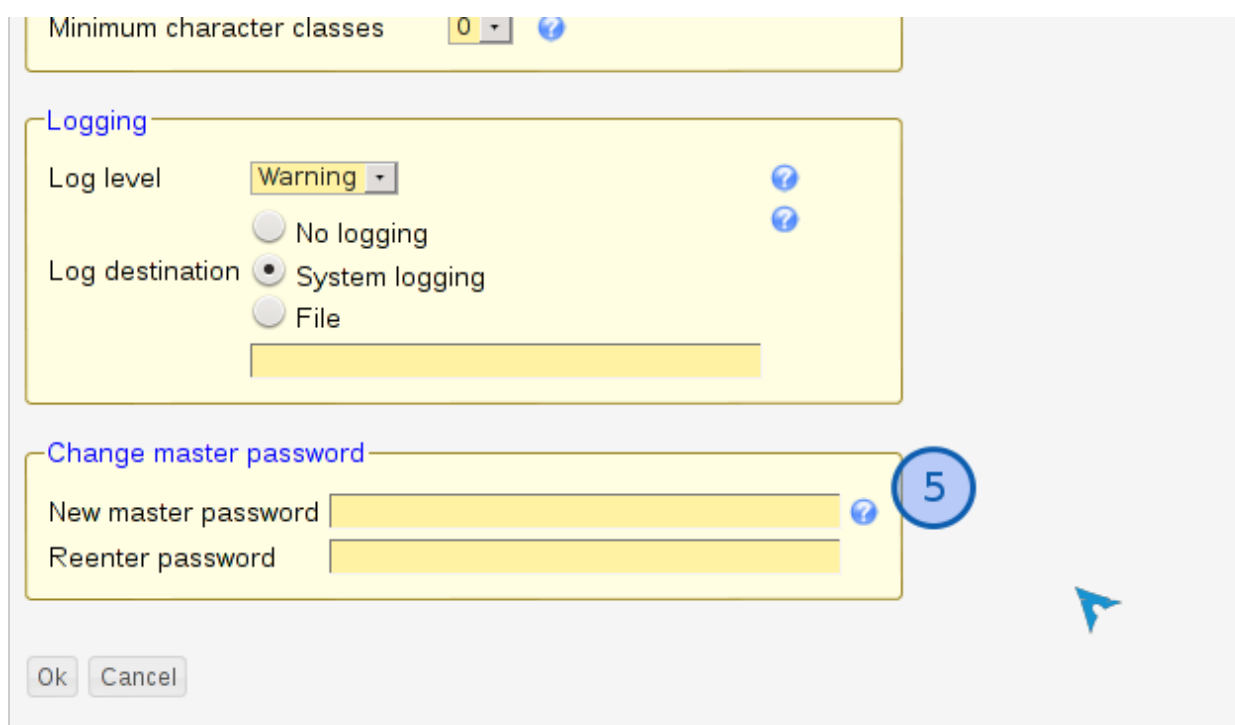 Minimum character classes 0
Logging
Log level Warning
No logging
Log destination System logging
File
Change master password
5
New master password
Reenter password
Ok Cancel